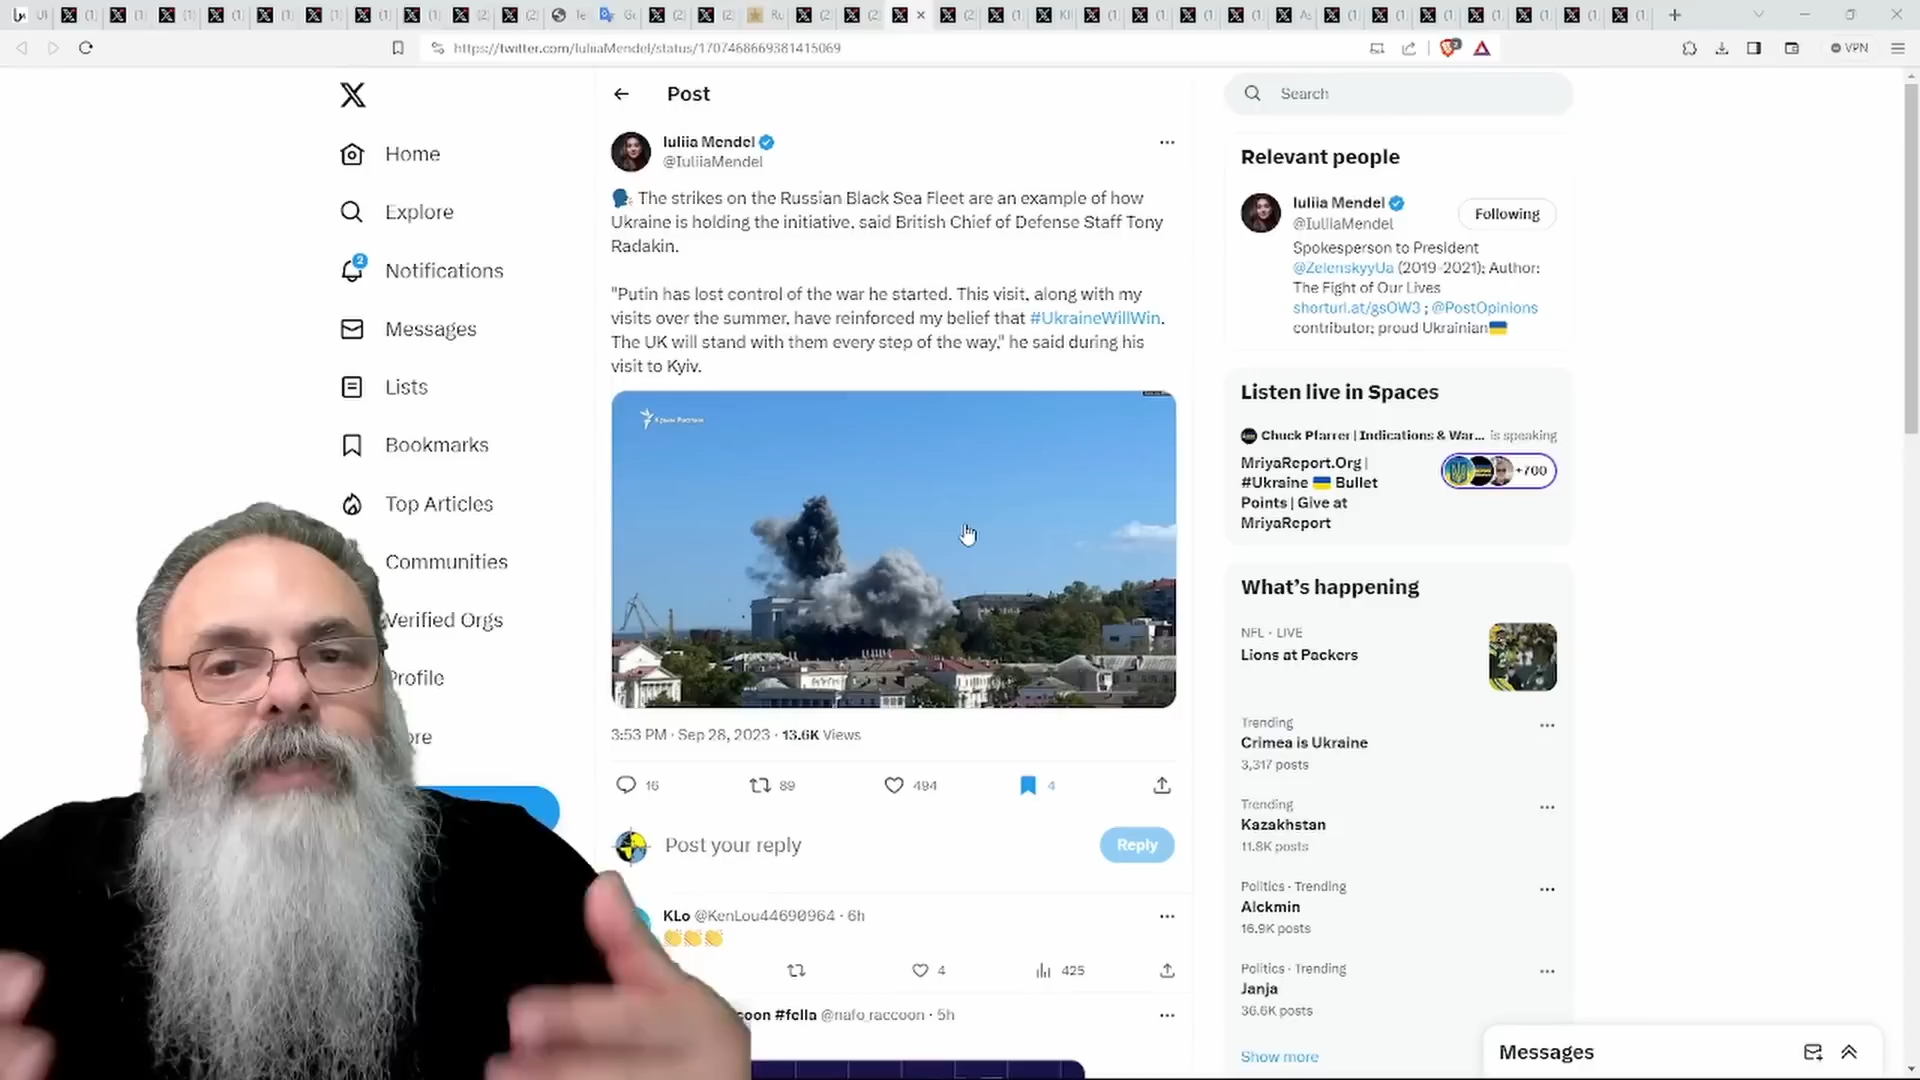 https://twitter.com/IuliiaMendel/status/1707468669381415069
VPN
Home
Explore
2
Notifications
Messages
Lists
Bookmarks
Top Articles
Communities
Verified Orgs
Profile
ore
Post
Iuliia Mendel
@IuliiaMendel
The strikes on the Russian Black Sea Fleet are an example of how
Ukraine is holding the initiative, said British Chief of Defense Staff Tony
Radakin.
"Putin has lost control of the war he started. This visit, along with my
visits over the summer, have reinforced my belief that #UkraineWillWin.
The UK will stand with them every step of the way," he said during his
visit to Kyiv.
3:53 PM · Sep 28, 2023 · 13.6K Views
16 89 494 4
Post your reply
Reply
KLo @KenLou44690964 · 6h
👏👏👏
4 425
coon #fella @nafo_raccoon · 5h
Search
Relevant people
Iuliia Mendel
@IuliiaMendel
Following
Spokesperson to President
@ZelenskyyUa (2019-2021); Author:
The Fight of Our Lives
shorturl.at/gsOW3 ; @PostOpinions
contributor; proud Ukrainian🇺🇦
Listen live in Spaces
Chuck Pfarrer | Indications & War... is speaking
MriyaReport.Org |
#Ukraine 🇺🇦 Bullet
Points | Give at
MriyaReport
+700
What's happening
NFL · LIVE
Lions at Packers
Trending
Crimea is Ukraine
3,317 posts
Trending
Kazakhstan
11.8K posts
Politics · Trending
Alckmin
16.9K posts
Politics · Trending
Janja
36.6K posts
Show more
Messages